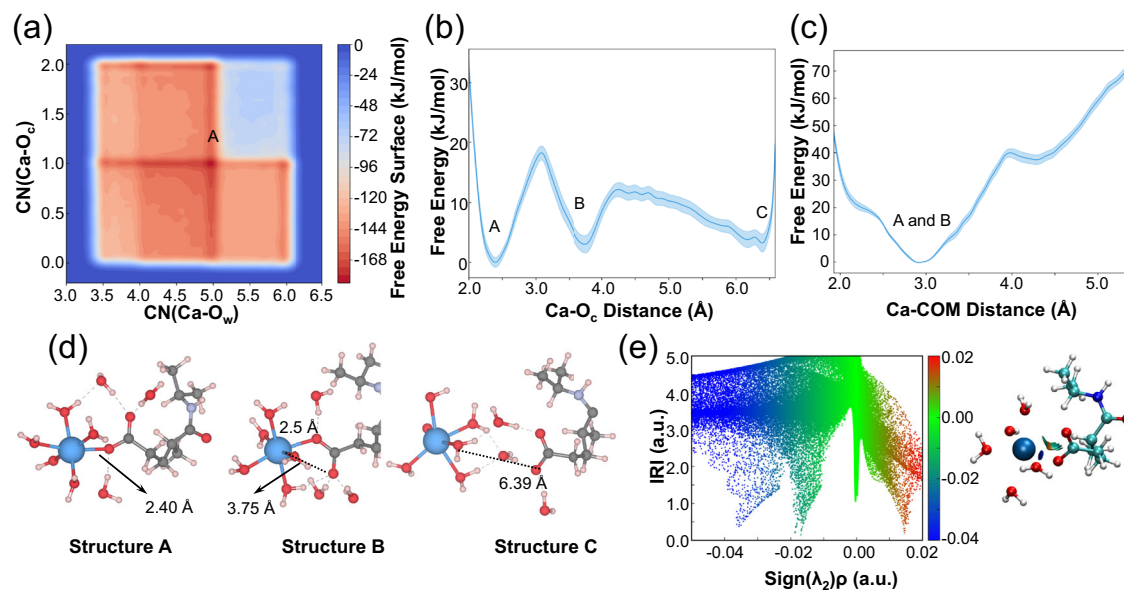 (a)
2.0
1.5
1.0
0.5
0.0
CN(Ca-Oc)
3.0 3.5 4.0 4.5 5.0 5.5 6.0 6.5
CN(Ca-Ow)
A
0
-24
-48
-72
-96
-120
-144
-168
Free Energy Surface (kJ/mol)
(b)
30
20
10
0
Free Energy (kJ/mol)
A
B
C
2.0 3.0 4.0 5.0 6.0
Ca-Oc Distance (Å)
(c)
70
60
50
40
30
20
10
0
Free Energy (kJ/mol)
A and B
2 3 4 5
Ca-COM Distance (Å)
(d)
2.40 Å
Structure A
2.5 Å
3.75 Å
Structure B
6.39 Å
Structure C
(e)
5.0
4.0
3.0
2.0
1.0
0.0
IRI (a.u.)
-0.04 -0.02 0.00 0.02
Sign(λ2)ρ (a.u.)
0.02
0.00
-0.02
-0.04